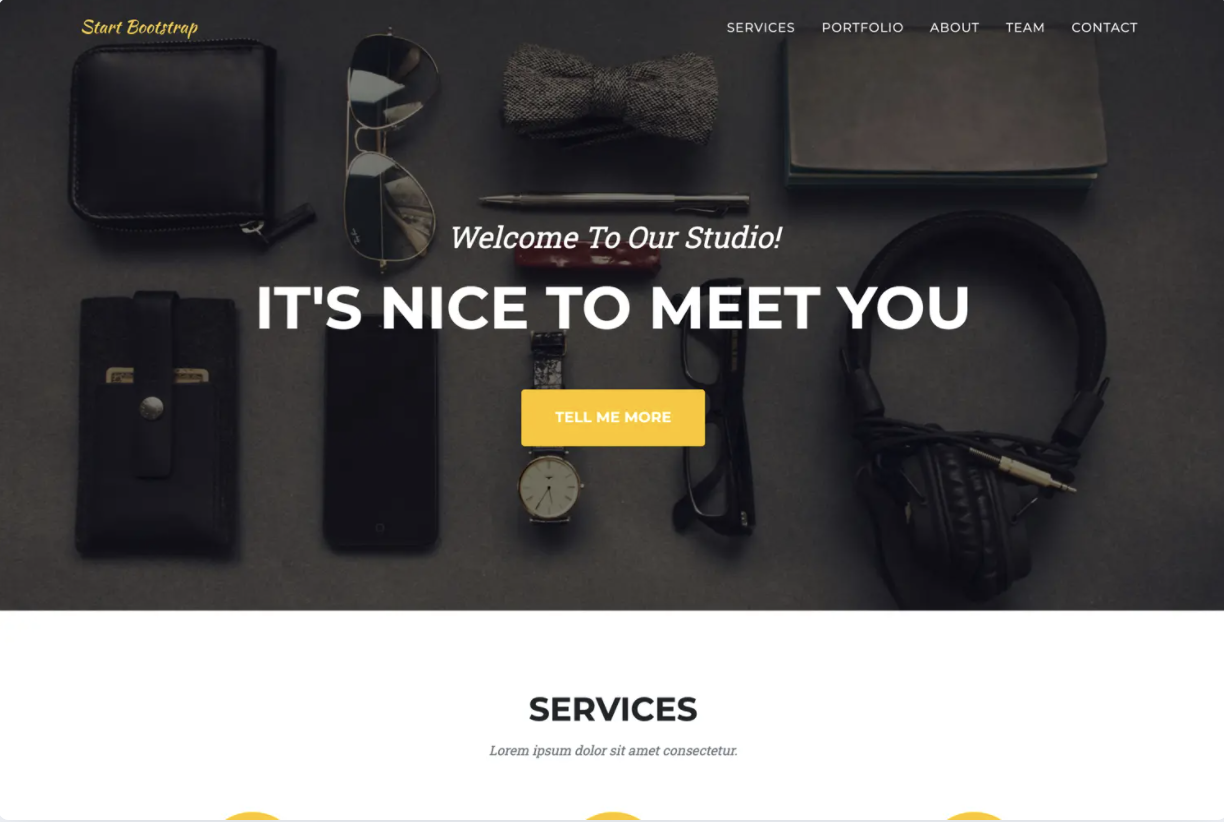 Start Bootstrap
SERVICES PORTFOLIO ABOUT TEAM CONTACT
Welcome To Our Studio!
IT'S NICE TO MEET YOU
TELL ME MORE
SERVICES
Lorem ipsum dolor sit amet consectetur.